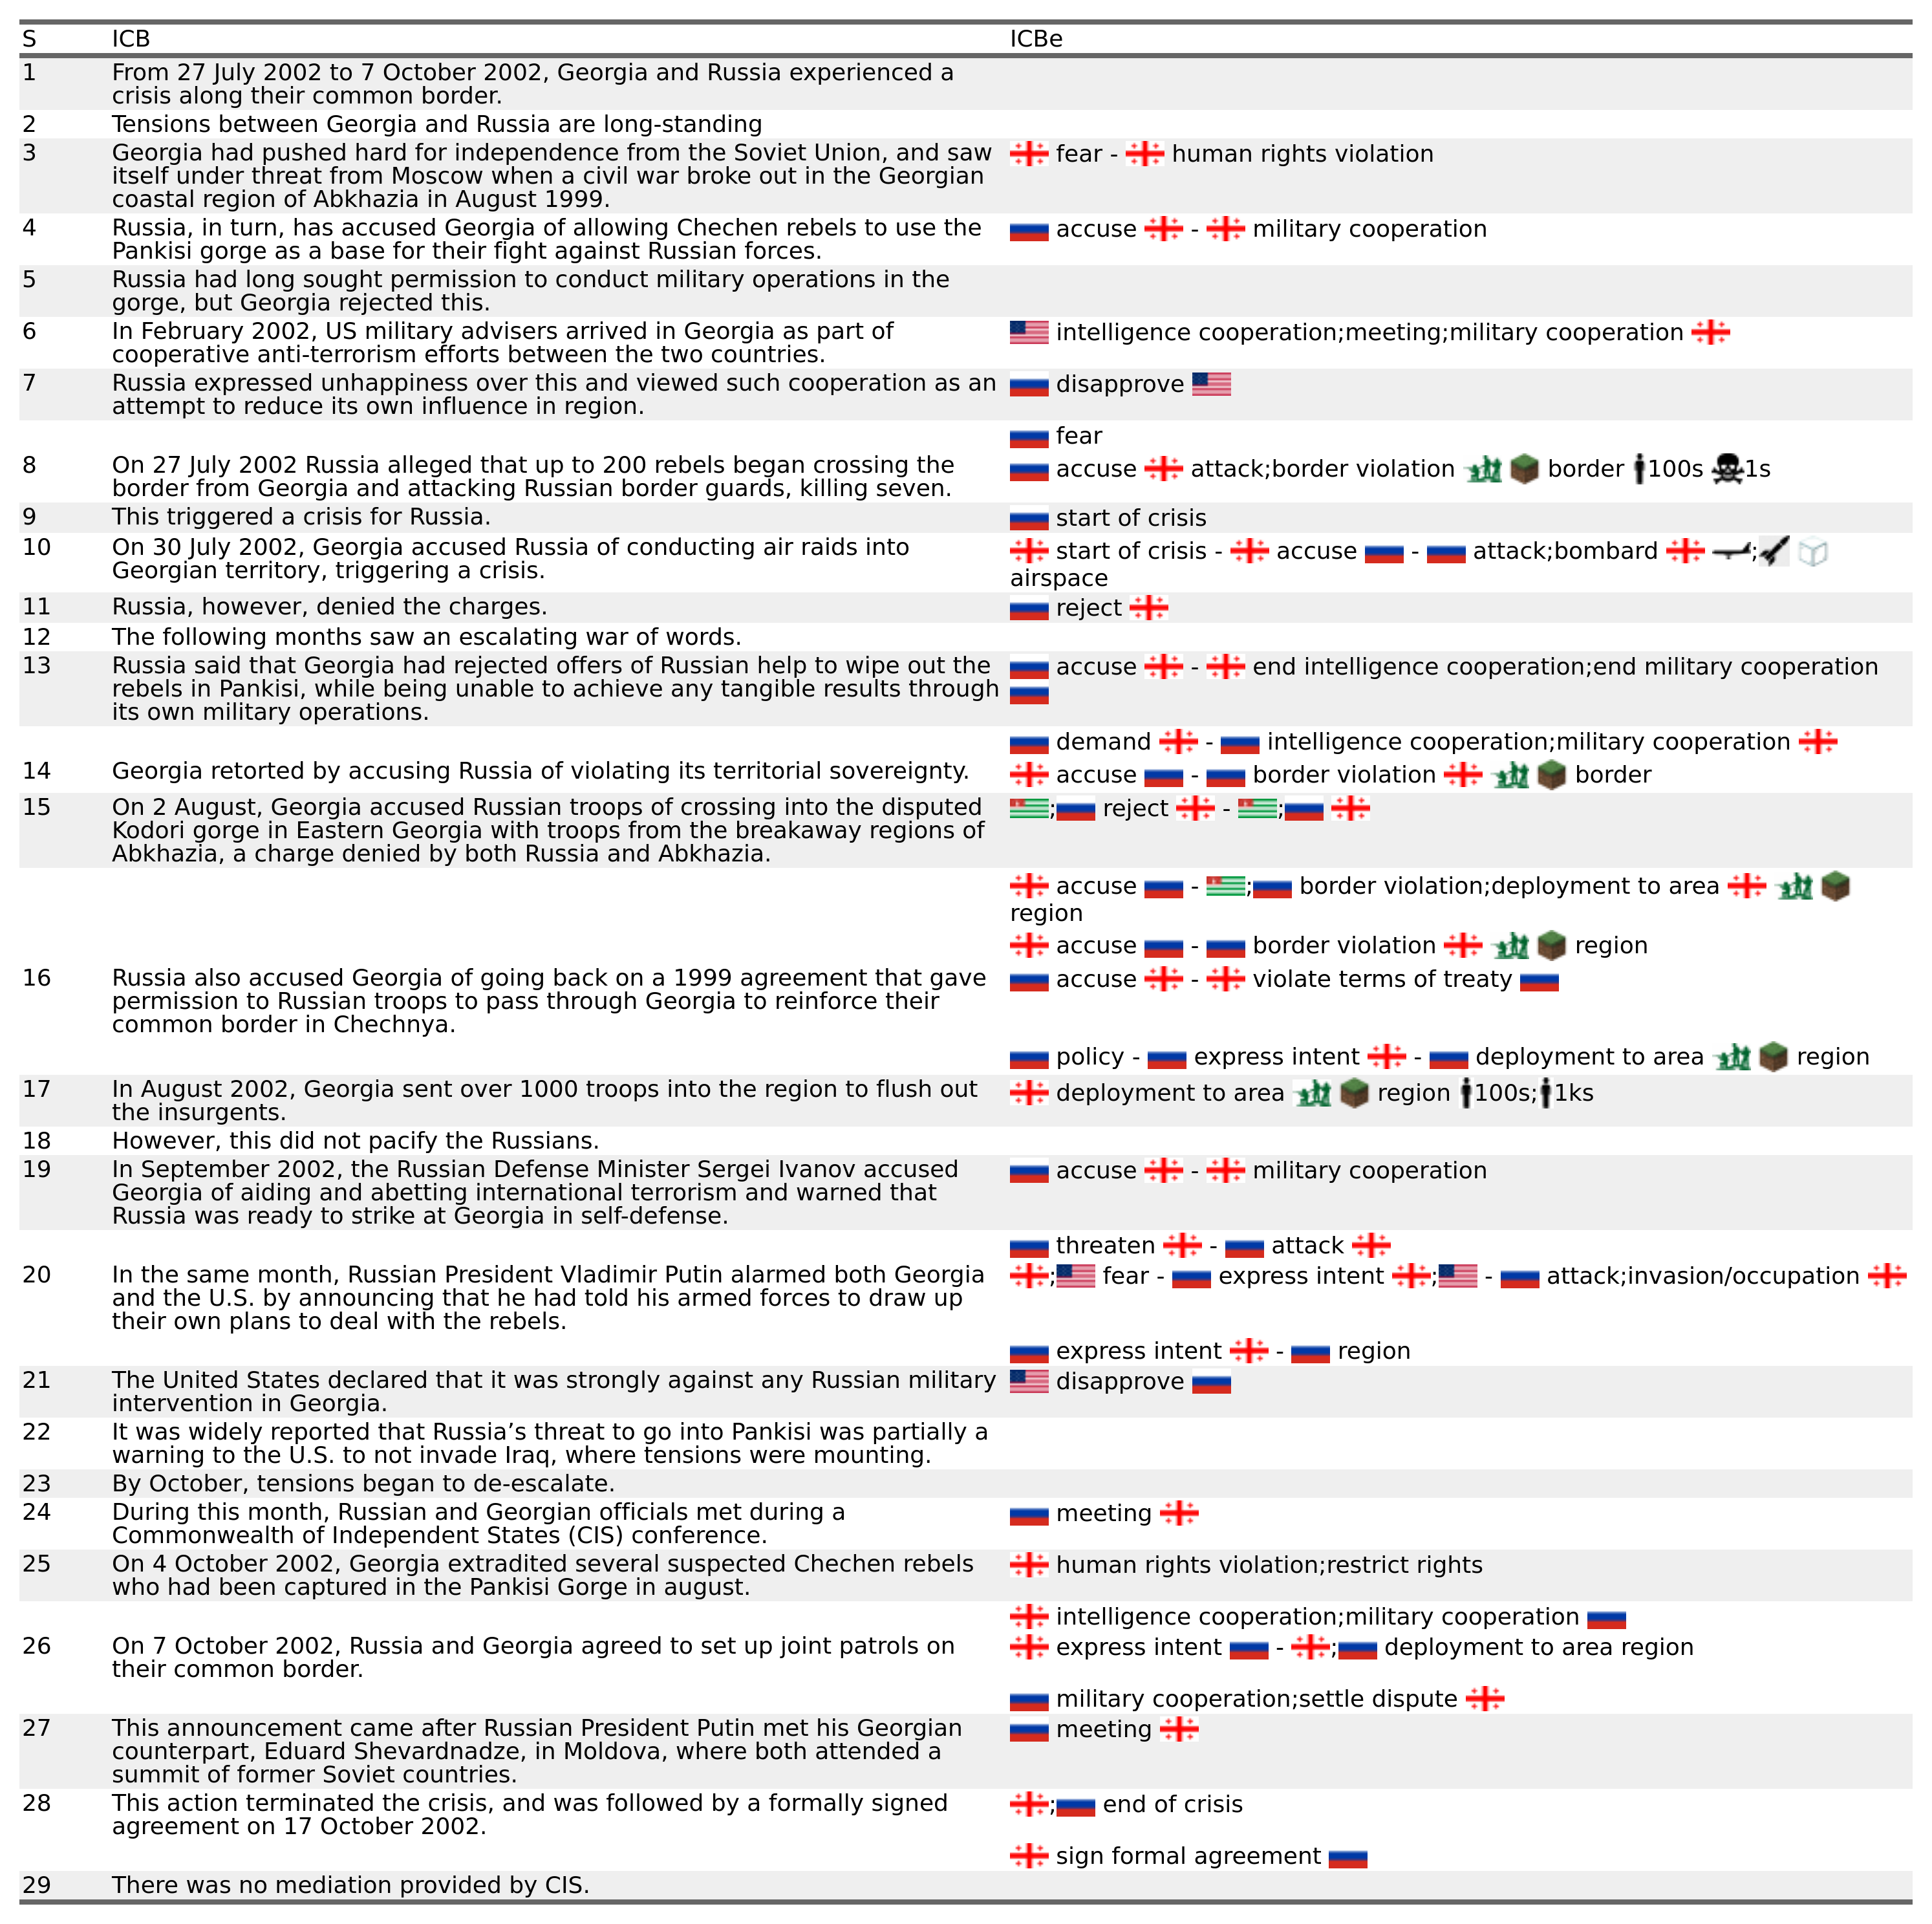 S ICB ICBe
1 From 27 July 2002 to 7 October 2002, Georgia and Russia experienced a
crisis along their common border.
2 Tensions between Georgia and Russia are long-standing
3 Georgia had pushed hard for independence from the Soviet Union, and saw fear - human rights violation
itself under threat from Moscow when a civil war broke out in the Georgian
coastal region of Abkhazia in August 1999.
4 Russia, in turn, has accused Georgia of allowing Chechen rebels to use the accuse - military cooperation
Pankisi gorge as a base for their fight against Russian forces.
5 Russia had long sought permission to conduct military operations in the
gorge, but Georgia rejected this.
6 In February 2002, US military advisers arrived in Georgia as part of intelligence cooperation;meeting;military cooperation
cooperative anti-terrorism efforts between the two countries.
7 Russia expressed unhappiness over this and viewed such cooperation as an disapprove
attempt to reduce its own influence in region.
fear
8 On 27 July 2002 Russia alleged that up to 200 rebels began crossing the accuse attack;border violation border 100s 1s
border from Georgia and attacking Russian border guards, killing seven.
9 This triggered a crisis for Russia. start of crisis
10 On 30 July 2002, Georgia accused Russia of conducting air raids into start of crisis - accuse - attack;bombard ;
Georgian territory, triggering a crisis. airspace
11 Russia, however, denied the charges. reject
12 The following months saw an escalating war of words.
13 Russia said that Georgia had rejected offers of Russian help to wipe out the accuse - end intelligence cooperation;end military cooperation
rebels in Pankisi, while being unable to achieve any tangible results through
its own military operations.
demand - intelligence cooperation;military cooperation
14 Georgia retorted by accusing Russia of violating its territorial sovereignty. accuse - border violation border
15 On 2 August, Georgia accused Russian troops of crossing into the disputed ; reject - ;
Kodori gorge in Eastern Georgia with troops from the breakaway regions of
Abkhazia, a charge denied by both Russia and Abkhazia.
accuse - ; border violation;deployment to area
region
accuse - border violation region
16 Russia also accused Georgia of going back on a 1999 agreement that gave accuse - violate terms of treaty
permission to Russian troops to pass through Georgia to reinforce their
common border in Chechnya.
policy - express intent - deployment to area region
17 In August 2002, Georgia sent over 1000 troops into the region to flush out deployment to area region 100s; 1ks
the insurgents.
18 However, this did not pacify the Russians.
19 In September 2002, the Russian Defense Minister Sergei Ivanov accused accuse - military cooperation
Georgia of aiding and abetting international terrorism and warned that
Russia was ready to strike at Georgia in self-defense.
threaten - attack
20 In the same month, Russian President Vladimir Putin alarmed both Georgia ; fear - express intent ; - attack;invasion/occupation
and the U.S. by announcing that he had told his armed forces to draw up
their own plans to deal with the rebels.
express intent - region
21 The United States declared that it was strongly against any Russian military disapprove
intervention in Georgia.
22 It was widely reported that Russia’s threat to go into Pankisi was partially a
warning to the U.S. to not invade Iraq, where tensions were mounting.
23 By October, tensions began to de-escalate.
24 During this month, Russian and Georgian officials met during a meeting
Commonwealth of Independent States (CIS) conference.
25 On 4 October 2002, Georgia extradited several suspected Chechen rebels human rights violation;restrict rights
who had been captured in the Pankisi Gorge in august.
intelligence cooperation;military cooperation
26 On 7 October 2002, Russia and Georgia agreed to set up joint patrols on express intent - ; deployment to area region
their common border.
military cooperation;settle dispute
27 This announcement came after Russian President Putin met his Georgian meeting
counterpart, Eduard Shevardnadze, in Moldova, where both attended a
summit of former Soviet countries.
28 This action terminated the crisis, and was followed by a formally signed ; end of crisis
agreement on 17 October 2002.
sign formal agreement
29 There was no mediation provided by CIS.